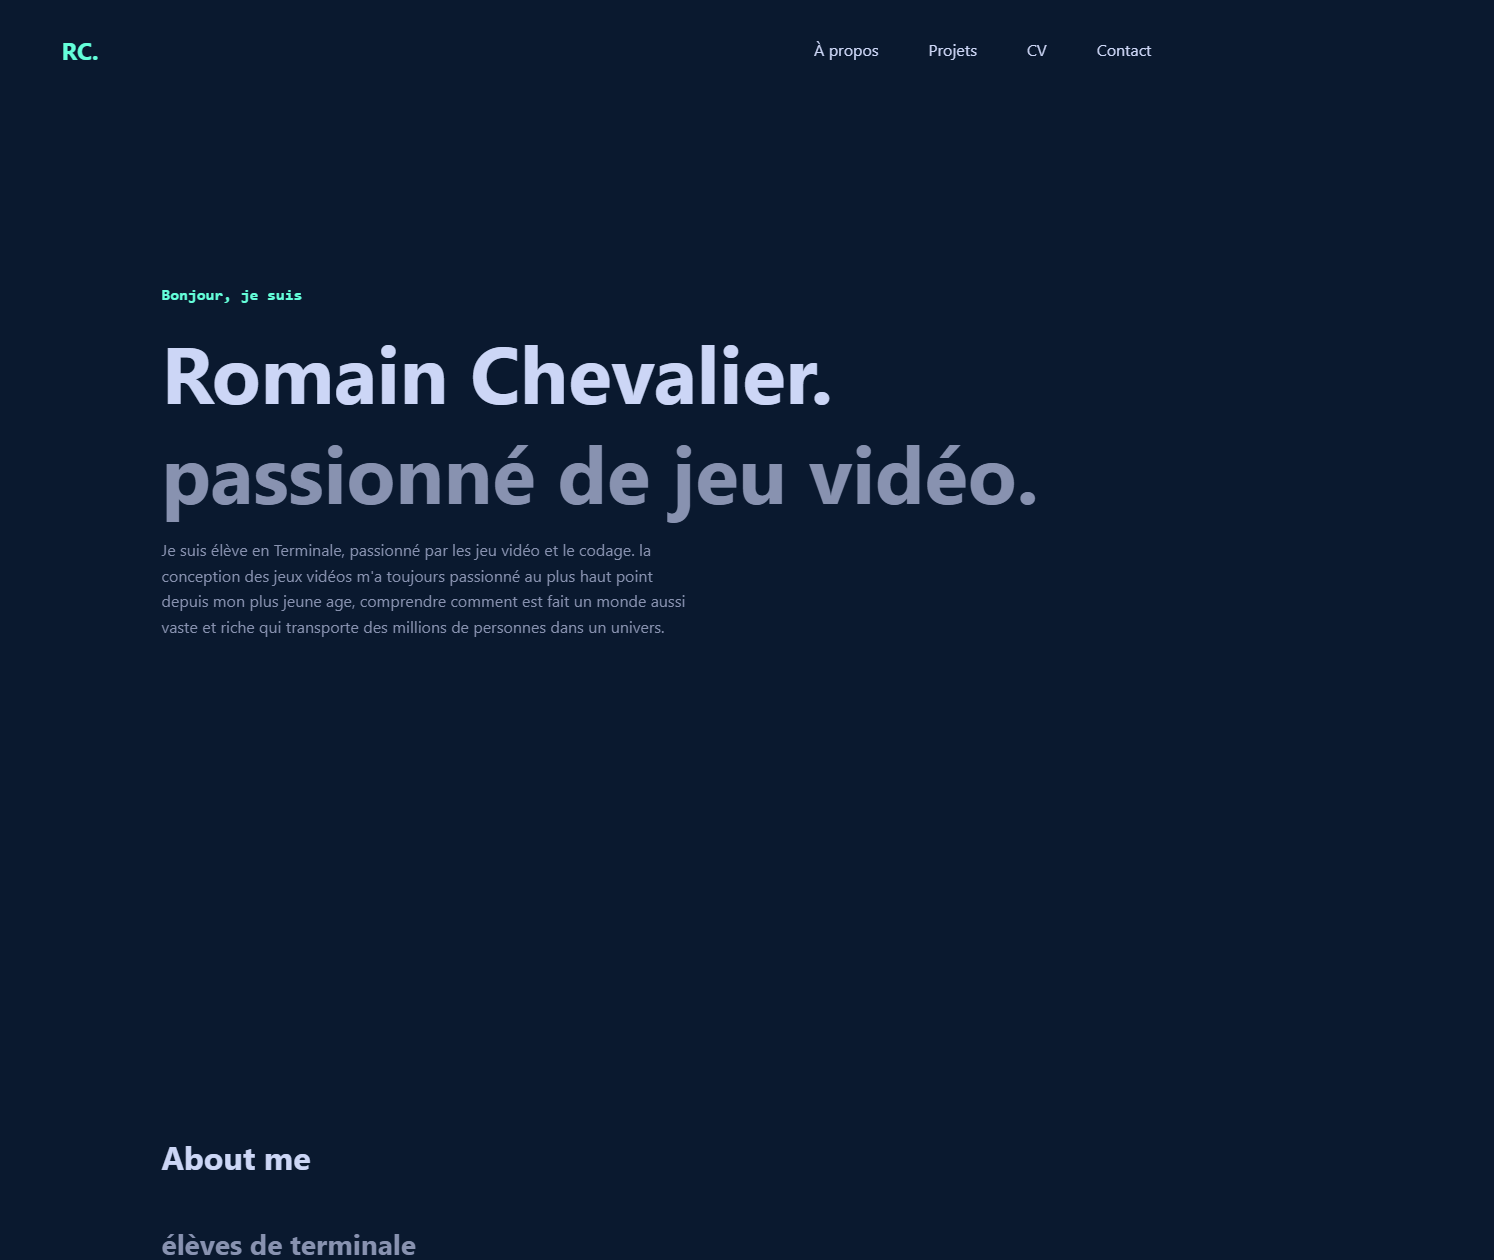 RC.
À propos Projets CV Contact
Bonjour, je suis
Romain Chevalier.
passionné de jeu vidéo.
Je suis élève en Terminale, passionné par les jeu vidéo et le codage. la
conception des jeux vidéos m'a toujours passionné au plus haut point
depuis mon plus jeune age, comprendre comment est fait un monde aussi
vaste et riche qui transporte des millions de personnes dans un univers.
About me
élèves de terminale